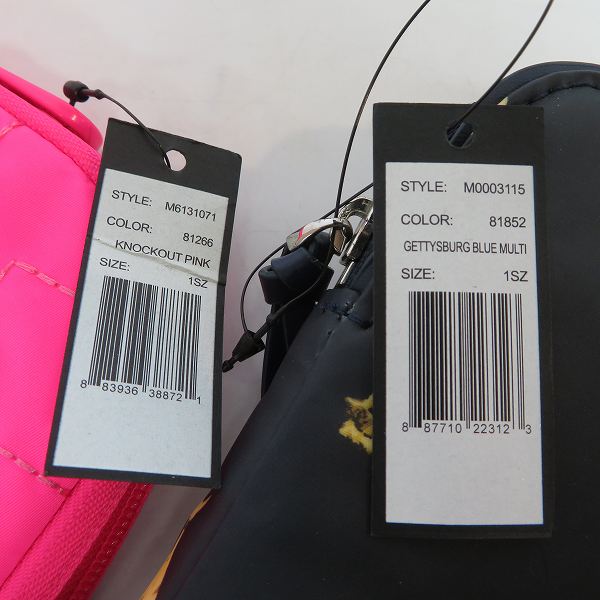 STYLE: M6131071
COLOR: 81266
KNOCKOUT PINK
SIZE: 1SZ
8 83936 38872 1
STYLE: M0003115
COLOR: 81852
GETTYSBURG BLUE MULTI
SIZE: 1SZ
8 87710 22312 3